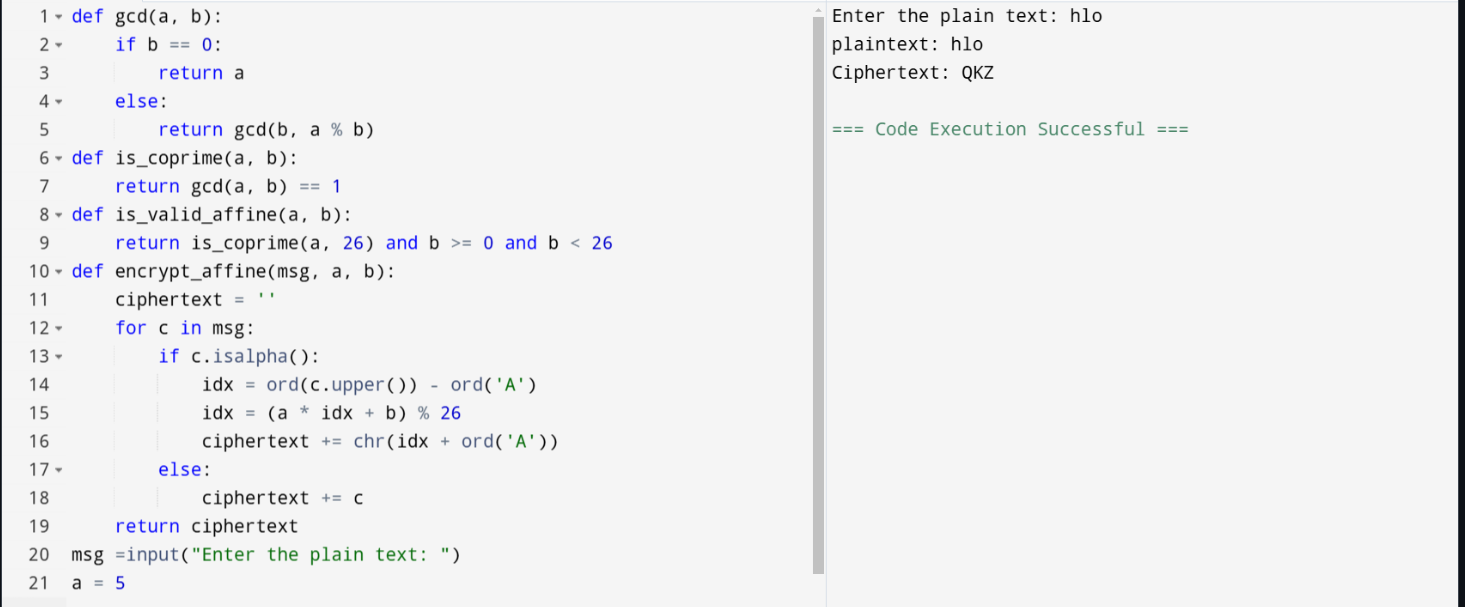 1 def gcd(a, b):
2     if b == 0:
3         return a
4     else:
5         return gcd(b, a % b)
6 def is_coprime(a, b):
7     return gcd(a, b) == 1
8 def is_valid_affine(a, b):
9     return is_coprime(a, 26) and b >= 0 and b < 26
10 def encrypt_affine(msg, a, b):
11     ciphertext = ''
12     for c in msg:
13         if c.isalpha():
14             idx = ord(c.upper()) - ord('A')
15             idx = (a * idx + b) % 26
16             ciphertext += chr(idx + ord('A'))
17         else:
18             ciphertext += c
19     return ciphertext
20 msg =input("Enter the plain text: ")
21 a = 5
Enter the plain text: hlo
plaintext: hlo
Ciphertext: QKZ
=== Code Execution Successful ===